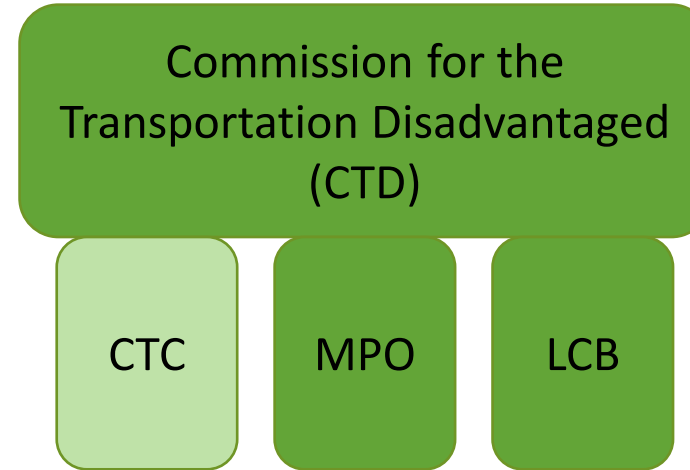 Commission for the
Transportation Disadvantaged
(CTD)
CTC
MPO
LCB